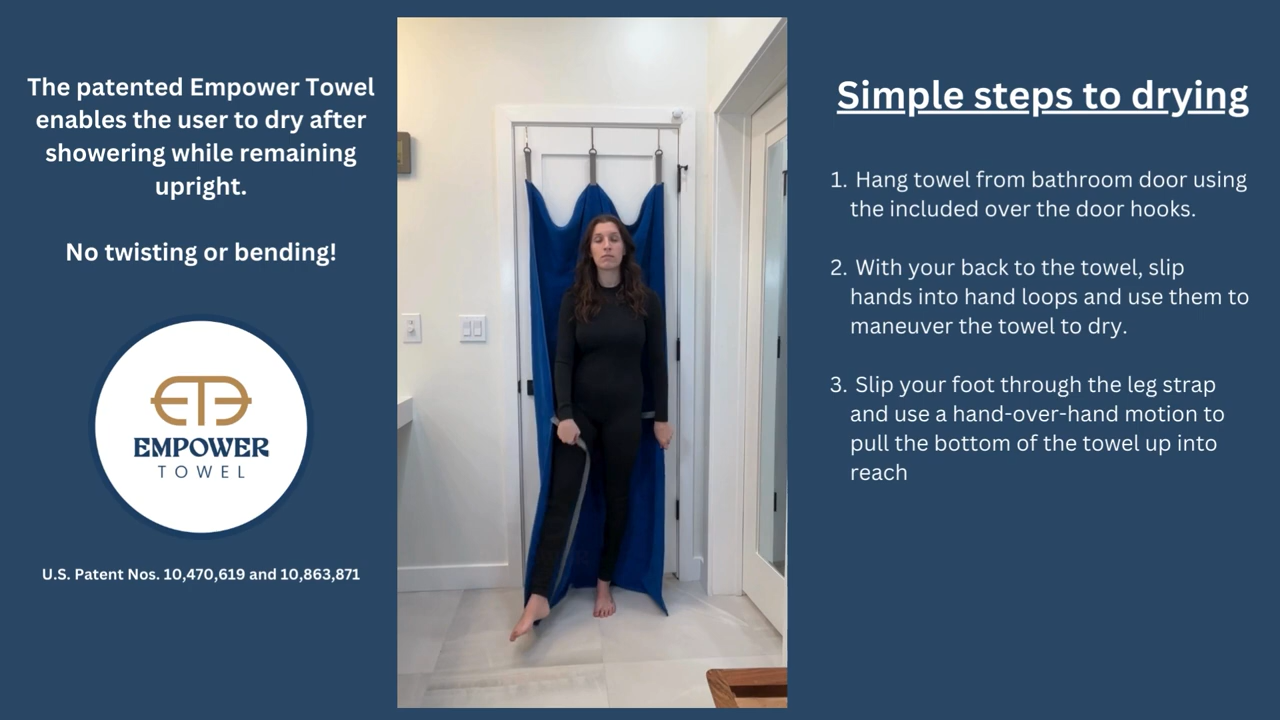 The patented Empower Towel
enables the user to dry after
showering while remaining
upright.
No twisting or bending!
EMPOWER
TOWEL
U.S. Patent Nos. 10,470,619 and 10,863,871
Simple steps to drying
1. Hang towel from bathroom door using
the included over the door hooks.
2. With your back to the towel, slip
hands into hand loops and use them to
maneuver the towel to dry.
3. Slip your foot through the leg strap
and use a hand-over-hand motion to
pull the bottom of the towel up into
reach